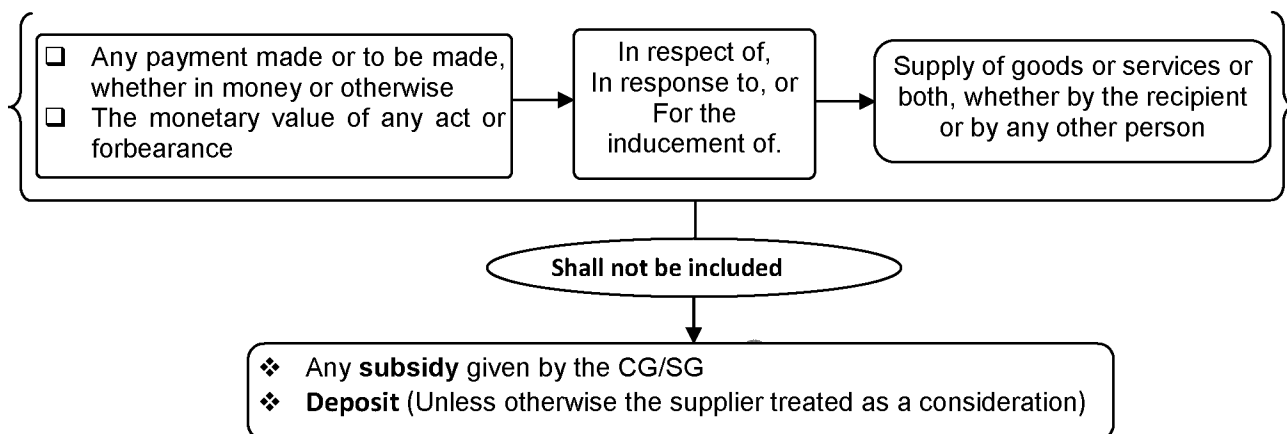 ❑ Any payment made or to be made,
whether in money or otherwise
❑ The monetary value of any act or
forbearance
In respect of,
In response to, or
For the
inducement of.
Supply of goods or services or
both, whether by the recipient
or by any other person
Shall not be included
❖ Any subsidy given by the CG/SG
❖ Deposit (Unless otherwise the supplier treated as a consideration)